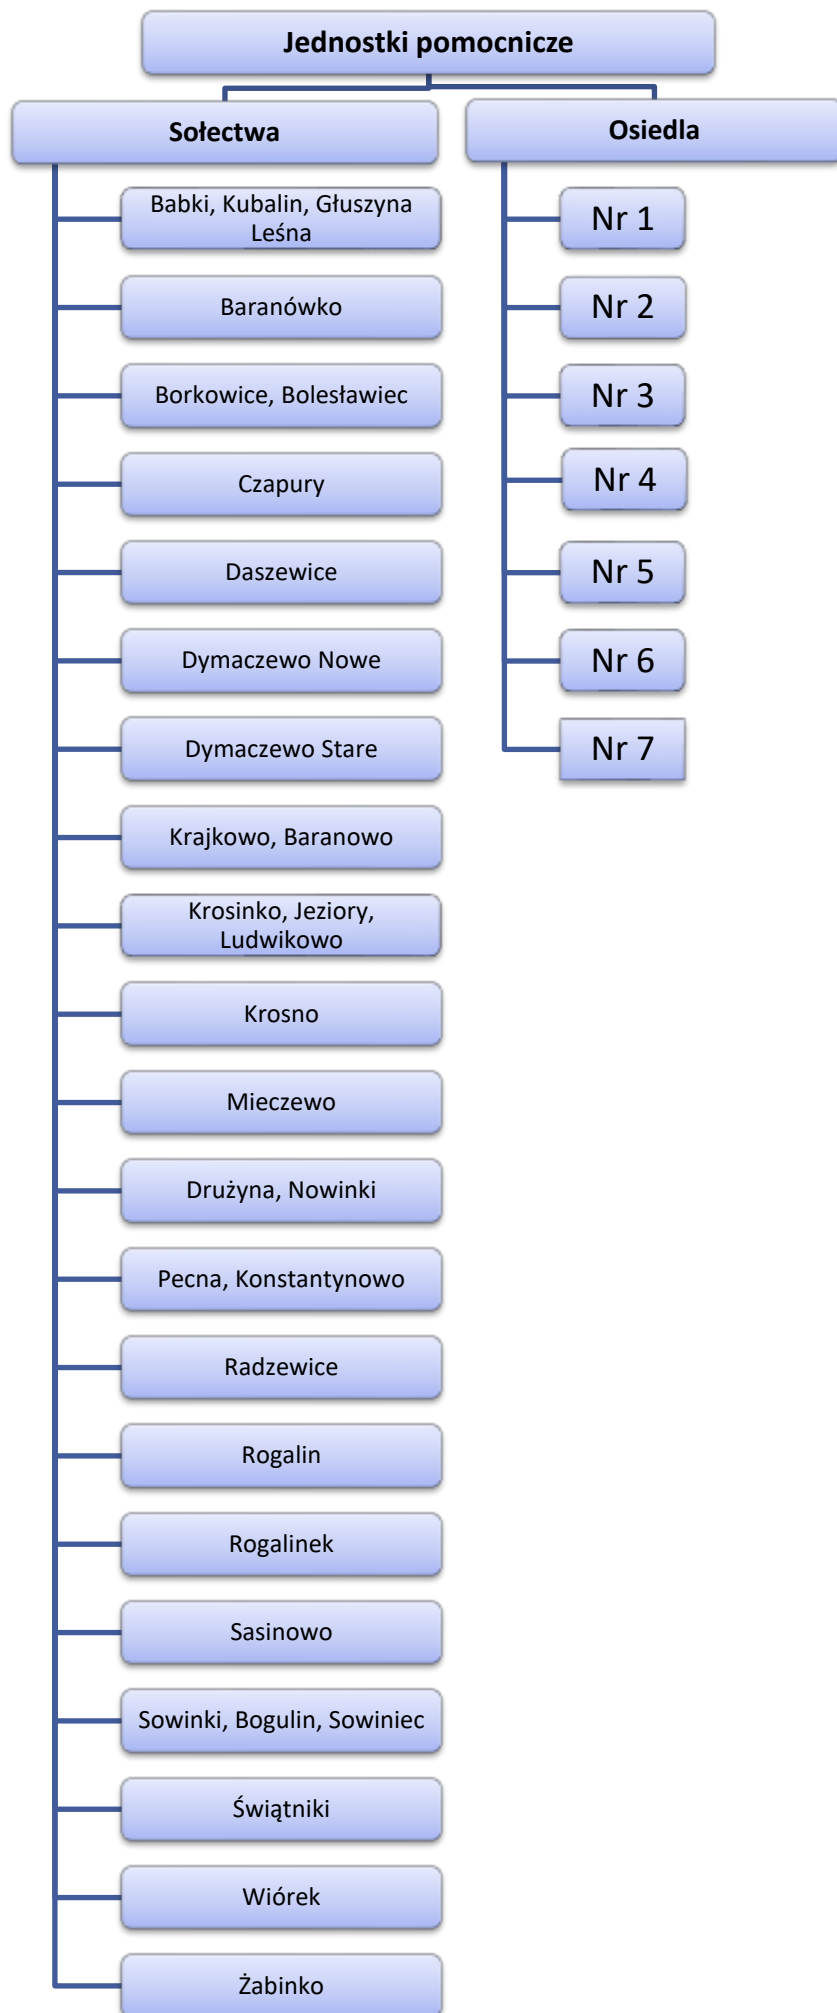 Jednostki pomocnicze
Sołectwa
Babki, Kubalin, Głuszyna
Leśna
Baranówko
Borkowice, Bolesławiec
Czapury
Daszewice
Dymaczewo Nowe
Dymaczewo Stare
Krajkowo, Baranowo
Krosinko, Jeziory,
Ludwikowo
Krosno
Mieczewo
Drużyna, Nowinki
Pecna, Konstantynowo
Radzewice
Rogalin
Rogalinek
Sasinowo
Sowinki, Bogulin, Sowiniec
Świątniki
Wiórek
Żabinko
Osiedla
Nr 1
Nr 2
Nr 3
Nr 4
Nr 5
Nr 6
Nr 7